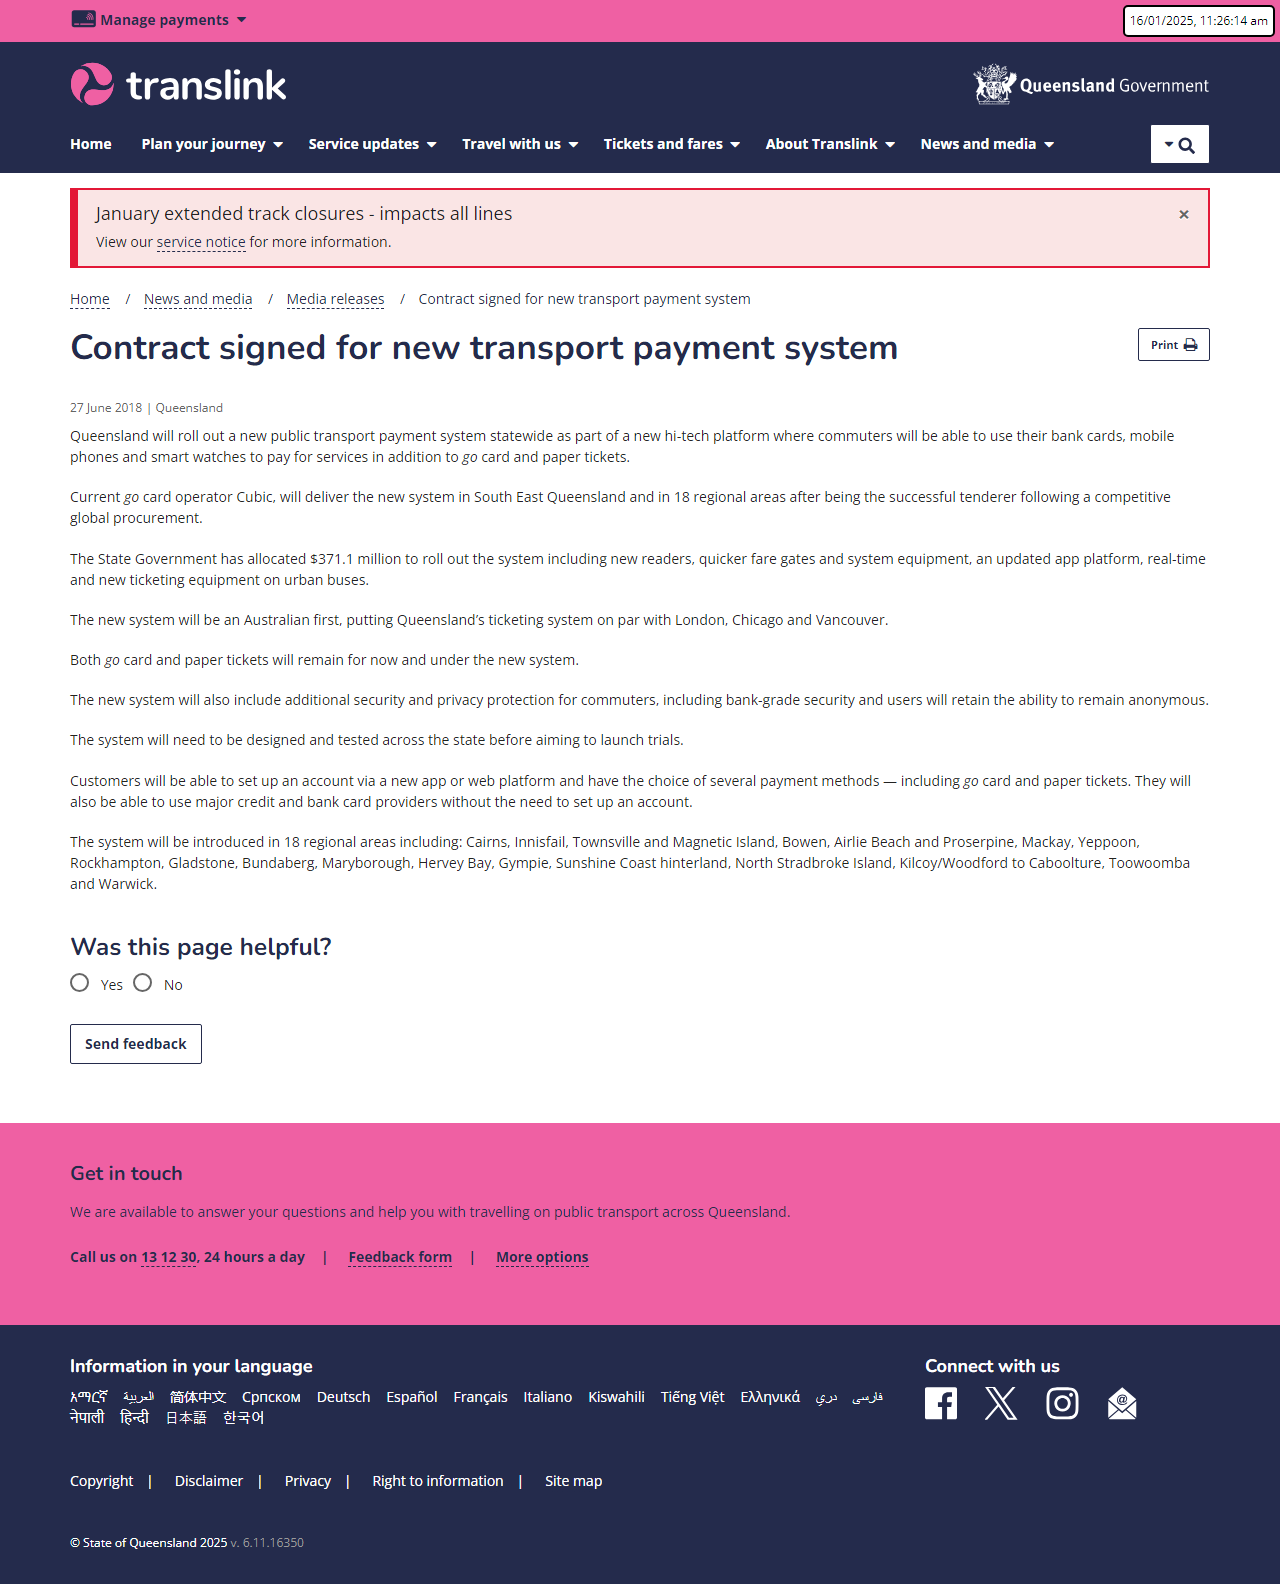 Manage payments
16/01/2025, 11:26:14 am
translink
Queensland Government
Home Plan your journey Service updates Travel with us Tickets and fares About Translink News and media
January extended track closures - impacts all lines ×
View our service notice for more information.
Home / News and media / Media releases / Contract signed for new transport payment system
Contract signed for new transport payment system
Print
27 June 2018 | Queensland
Queensland will roll out a new public transport payment system statewide as part of a new hi-tech platform where commuters will be able to use their bank cards, mobile
phones and smart watches to pay for services in addition to go card and paper tickets.
Current go card operator Cubic, will deliver the new system in South East Queensland and in 18 regional areas after being the successful tenderer following a competitive
global procurement.
The State Government has allocated $371.1 million to roll out the system including new readers, quicker fare gates and system equipment, an updated app platform, real-time
and new ticketing equipment on urban buses.
The new system will be an Australian first, putting Queensland’s ticketing system on par with London, Chicago and Vancouver.
Both go card and paper tickets will remain for now and under the new system.
The new system will also include additional security and privacy protection for commuters, including bank-grade security and users will retain the ability to remain anonymous.
The system will need to be designed and tested across the state before aiming to launch trials.
Customers will be able to set up an account via a new app or web platform and have the choice of several payment methods — including go card and paper tickets. They will
also be able to use major credit and bank card providers without the need to set up an account.
The system will be introduced in 18 regional areas including: Cairns, Innisfail, Townsville and Magnetic Island, Bowen, Airlie Beach and Proserpine, Mackay, Yeppoon,
Rockhampton, Gladstone, Bundaberg, Maryborough, Hervey Bay, Gympie, Sunshine Coast hinterland, North Stradbroke Island, Kilcoy/Woodford to Caboolture, Toowoomba
and Warwick.
Was this page helpful?
Yes No
Send feedback
Get in touch
We are available to answer your questions and help you with travelling on public transport across Queensland.
Call us on 13 12 30, 24 hours a day | Feedback form | More options
Information in your language
አማርኛ العربية 简体中文 Српском Deutsch Español Français Italiano Kiswahili Tiếng Việt Ελληνικά دري فارسی
नेपाली हिन्दी 日本語 한국어
Connect with us
Copyright | Disclaimer | Privacy | Right to information | Site map
© State of Queensland 2025 v. 6.11.16350